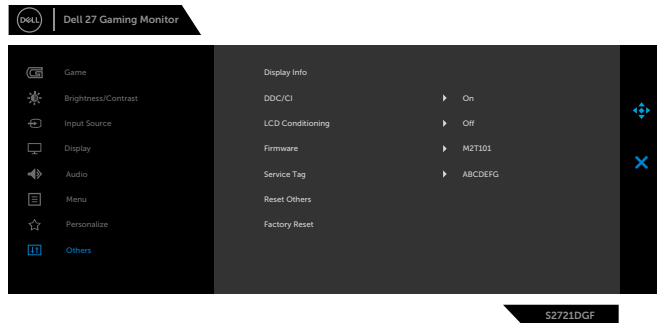 DELL
Dell 27 Gaming Monitor
Game
Display Info
Brightness/Contrast
DDC/CI
On
Input Source
LCD Conditioning
Off
Display
Firmware
M2T101
Audio
Service Tag
ABCDEFG
Menu
Reset Others
Personalize
Factory Reset
Others
S2721DGF